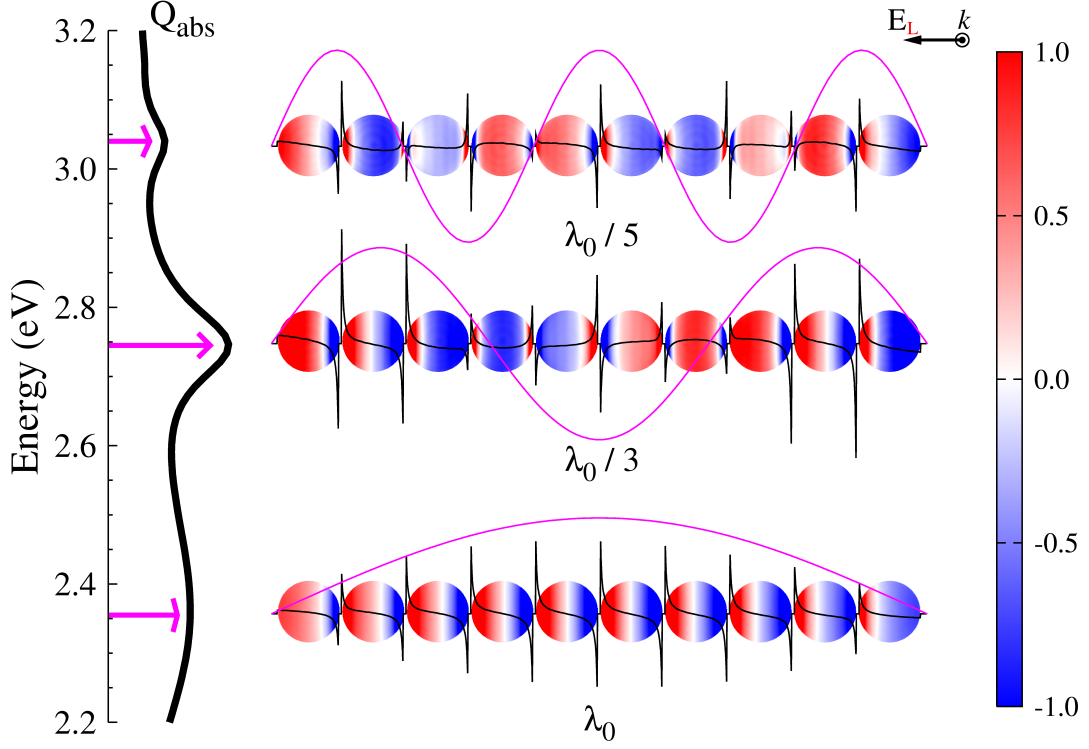 Q_abs
E_L k
Energy (eV)
3.2
3.0
2.8
2.6
2.4
2.2
λ₀ / 5
λ₀ / 3
λ₀
1.0
0.5
0.0
-0.5
-1.0